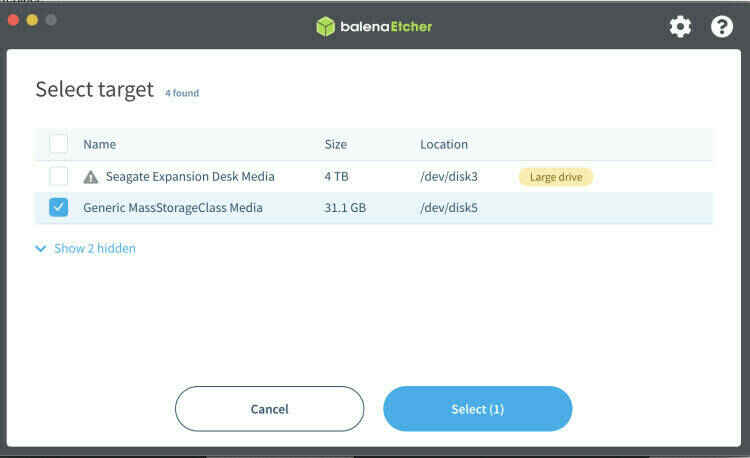 balenaEtcher
Select target 4 found
Name Size Location
Seagate Expansion Desk Media 4 TB /dev/disk3 Large drive
Generic MassStorageClass Media 31.1 GB /dev/disk5
Show 2 hidden
Cancel Select (1)